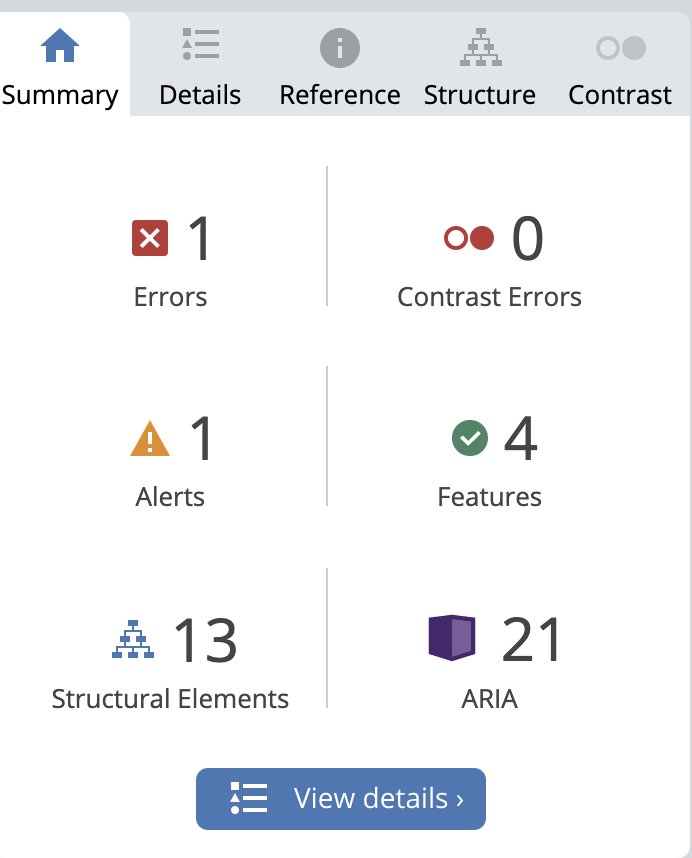 Summary Details Reference Structure Contrast
1 0
Errors Contrast Errors
1 4
Alerts Features
13 21
Structural Elements ARIA
View details ›